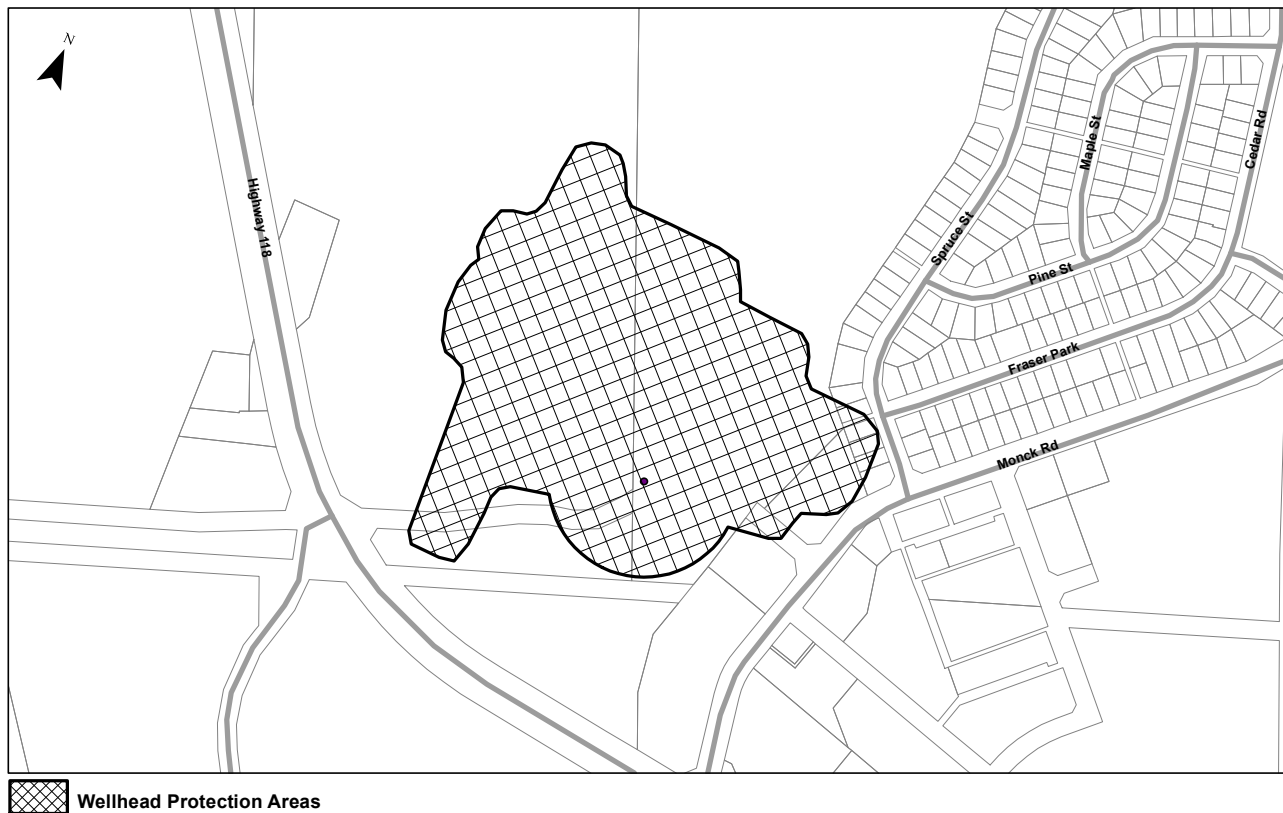 N
Highway 118
Maple St
Cedar Rd
Spruce St
Pine St
Fraser Park
Monck Rd
Wellhead Protection Areas